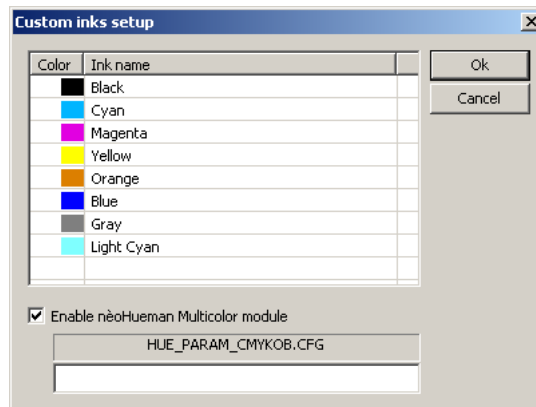 Custom inks setup
Color Ink name
Black
Cyan
Magenta
Yellow
Orange
Blue
Gray
Light Cyan
Ok
Cancel
Enable nèoHueman Multicolor module
HUE_PARAM_CMYKOB.CFG